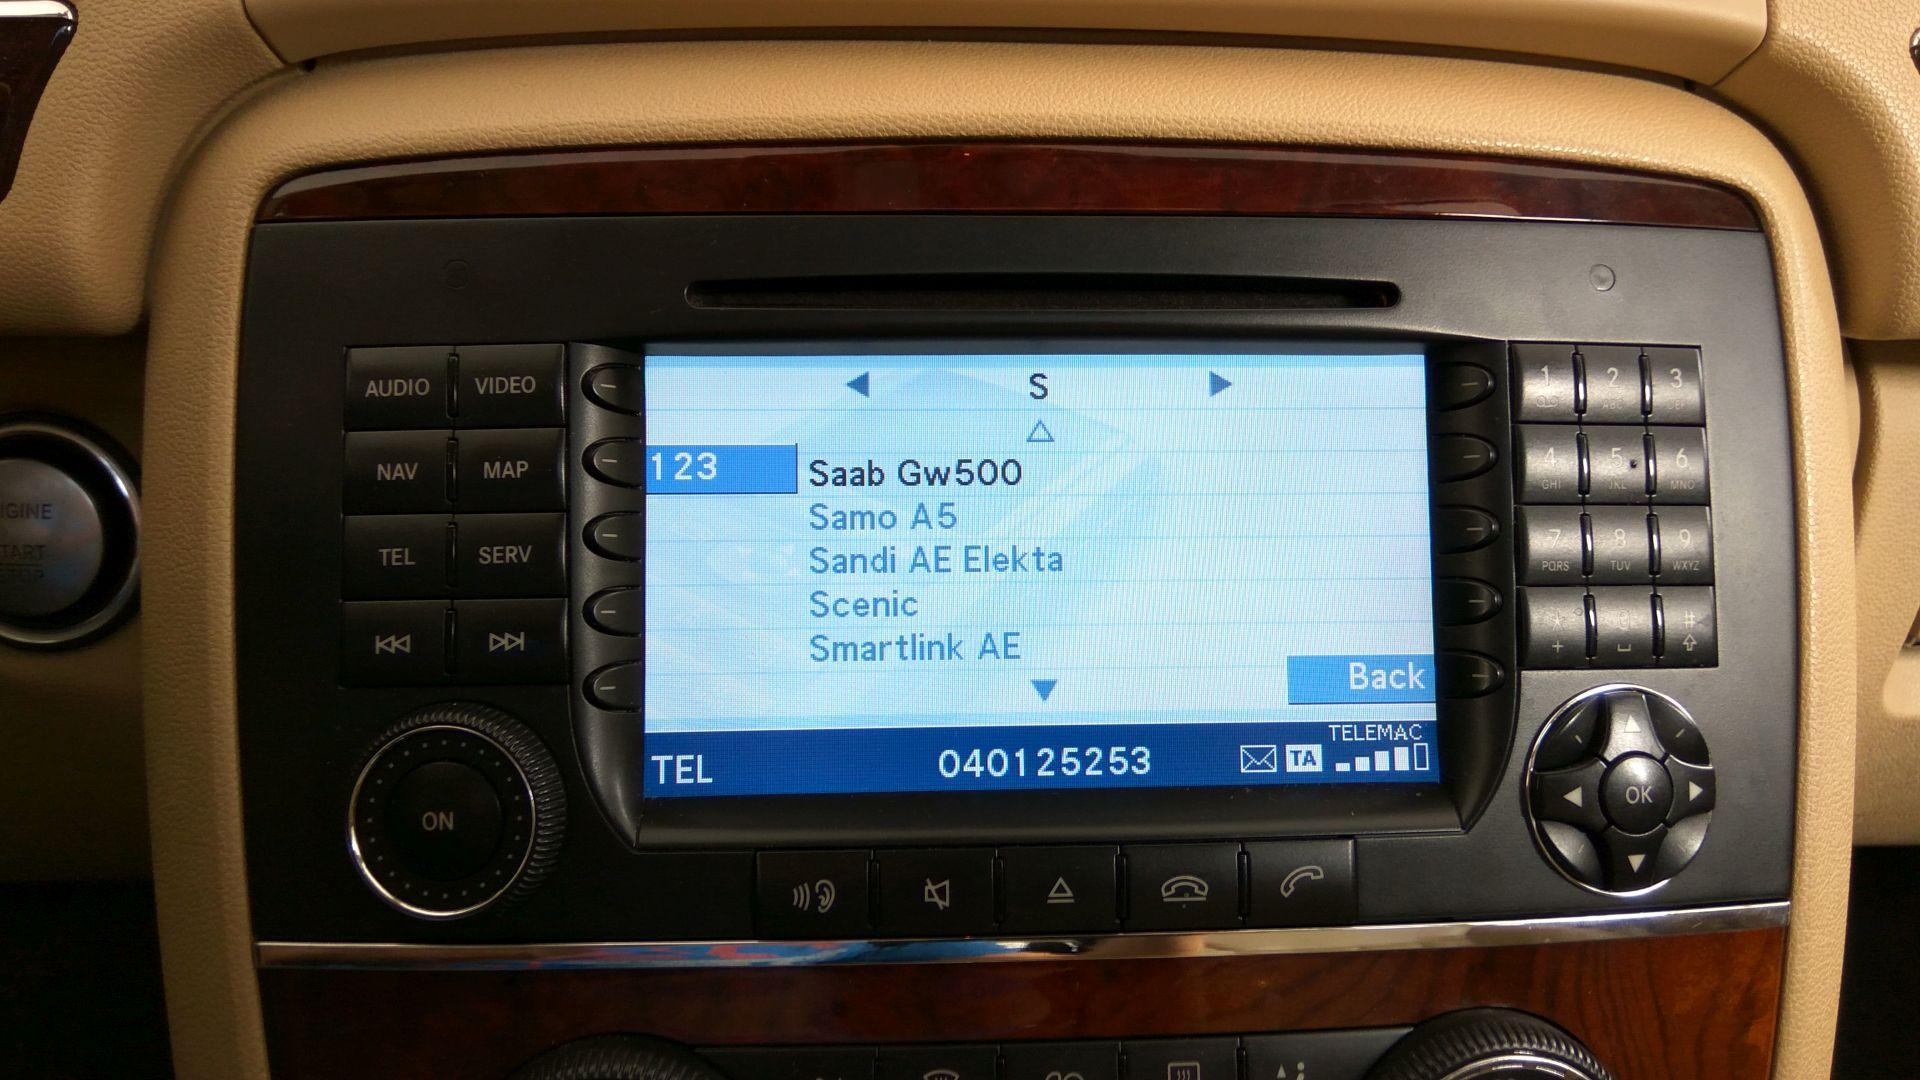 S
123
Saab Gw500
Samo A5
Sandi AE Elekta
Scenic
Smartlink AE
Back
TELEMAC
TEL
040125253
TA
AUDIO
VIDEO
NAV
MAP
TEL
SERV
ON
START
1
2
3
4
5
6
GHI
JKL
MNO
7
8
9
PQRS
TUV
WXYZ
+
#
OK